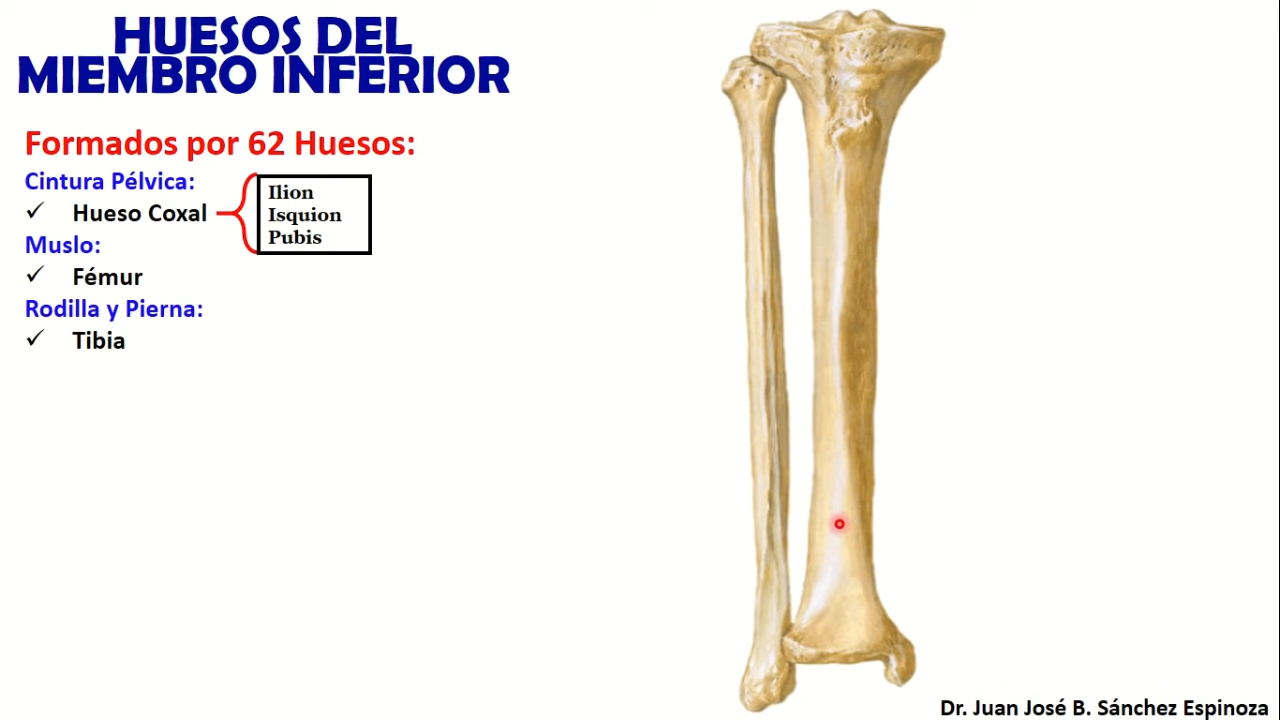 HUESOS DEL
MIEMBRO INFERIOR
Formados por 62 Huesos:
Cintura Pélvica:
✓ Hueso Coxal
Ilion
Isquion
Pubis
Muslo:
✓ Fémur
Rodilla y Pierna:
✓ Tibia
Dr. Juan José B. Sánchez Espinoza